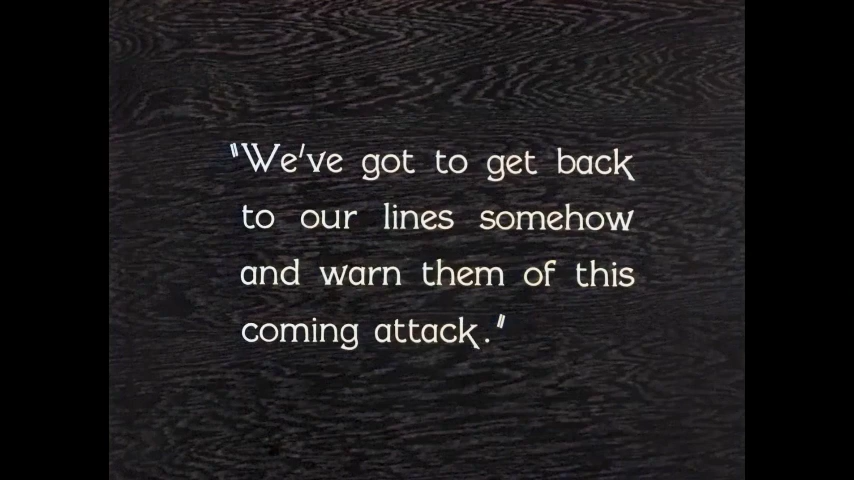 "We've got to get back
to our lines somehow
and warn them of this
coming attack."